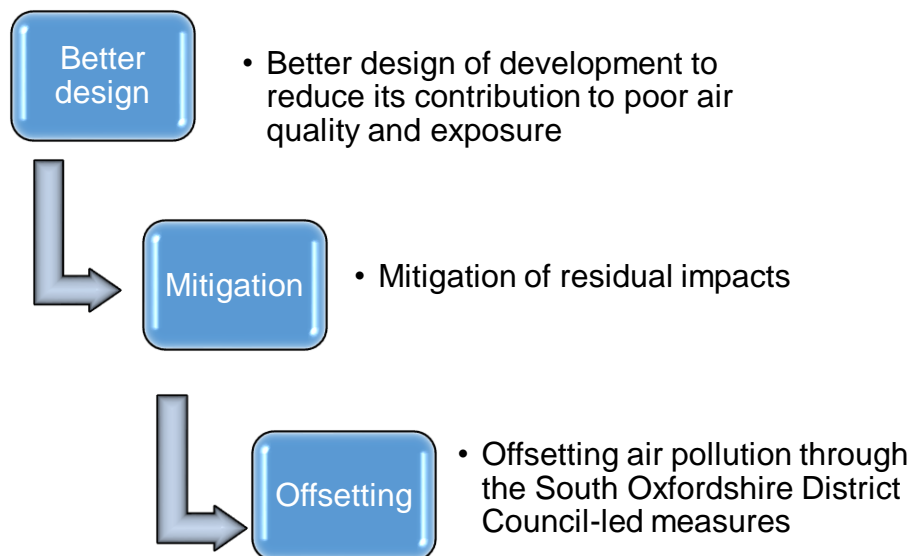 Better
design
• Better design of development to
reduce its contribution to poor air
quality and exposure
Mitigation
• Mitigation of residual impacts
Offsetting
• Offsetting air pollution through
the South Oxfordshire District
Council-led measures